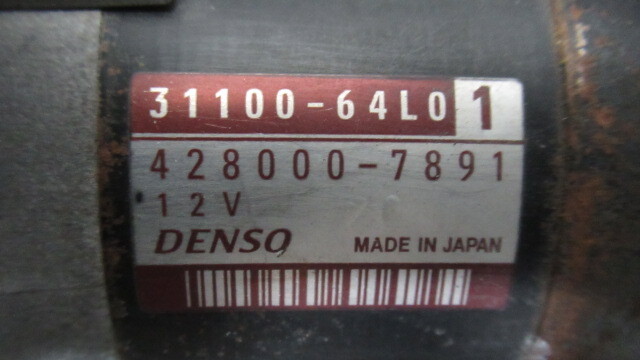 31100-64L0 1
428000-7891
12V
DENSO MADE IN JAPAN